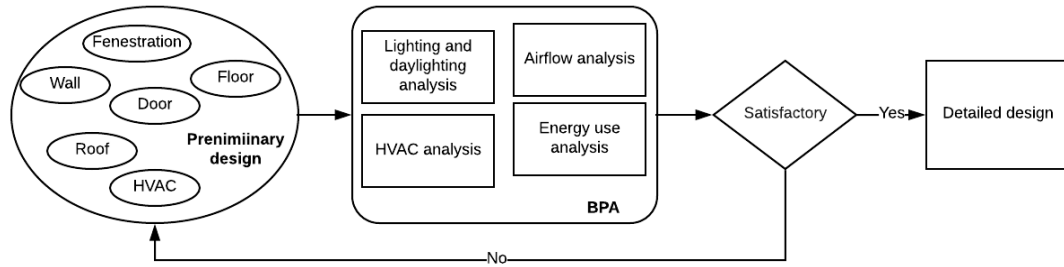 Fenestration
Wall
Floor
Door
Roof
Prenimiinary
design
HVAC
Lighting and
daylighting
analysis
Airflow analysis
HVAC analysis
Energy use
analysis
BPA
Satisfactory
Yes
Detailed design
No